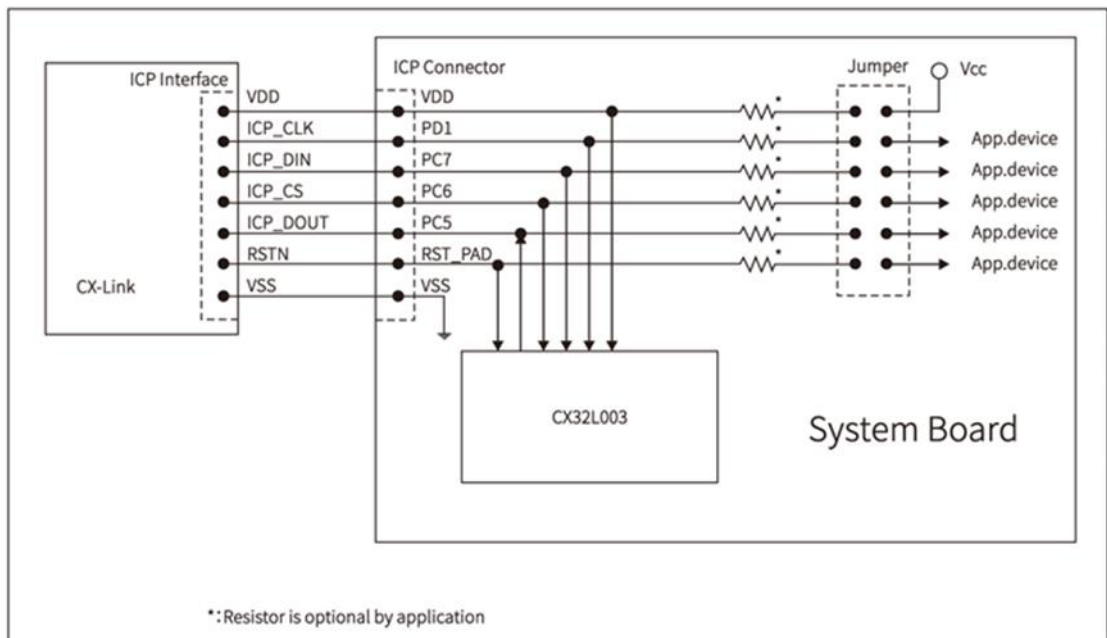 ICP Interface
ICP Connector
Jumper
Vcc
VDD
VDD
*
ICP_CLK
PD1
*
App.device
ICP_DIN
PC7
*
App.device
ICP_CS
PC6
*
App.device
ICP_DOUT
PC5
*
App.device
RSTN
RST_PAD
*
App.device
CX-Link
VSS
VSS
CX32L003
System Board
*:Resistor is optional by application